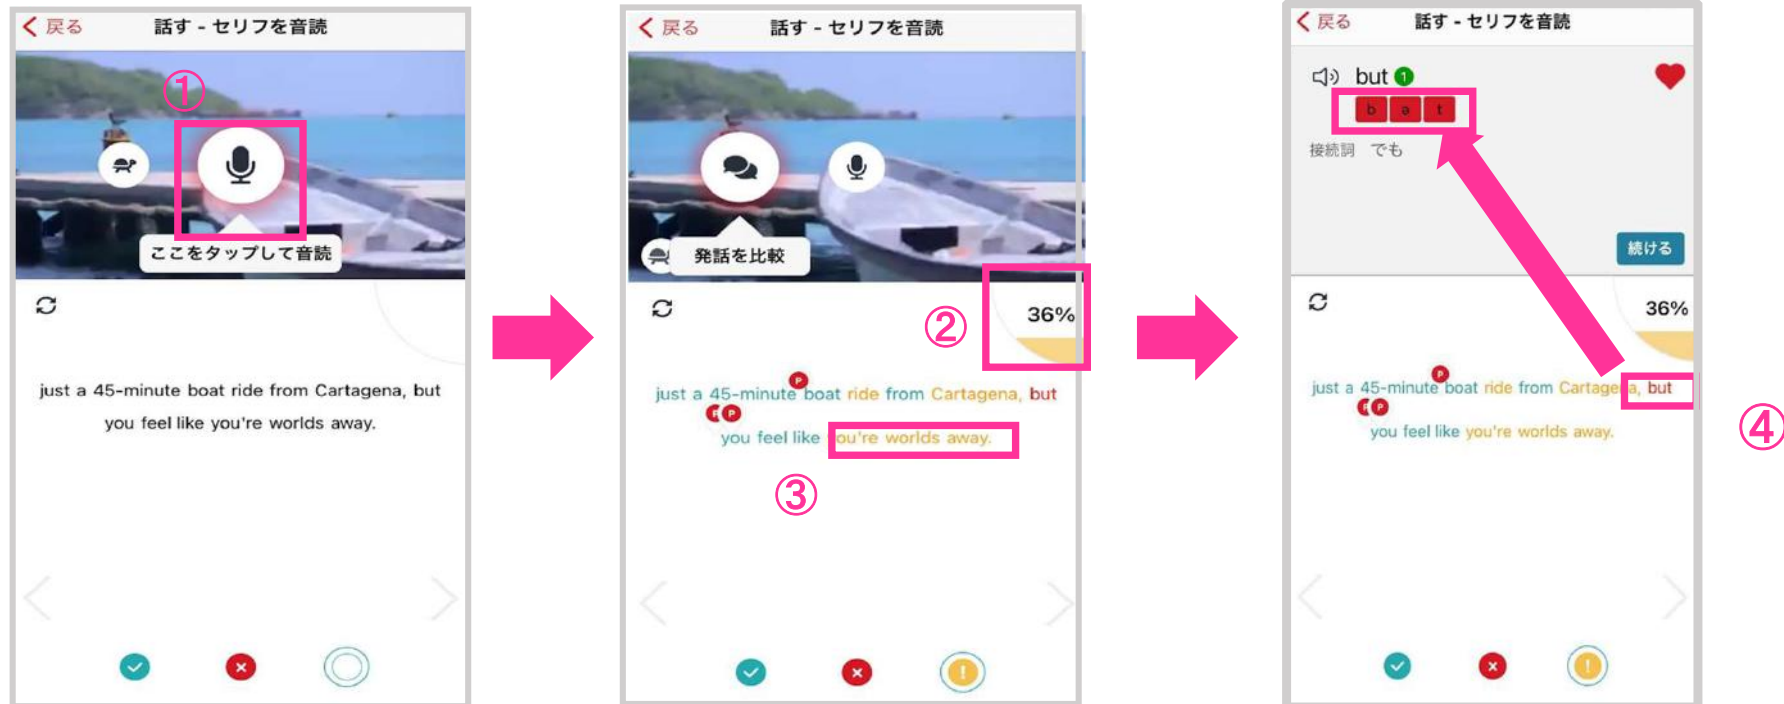 戻る 話す - セリフを音読
①
ここをタップして音読
just a 45-minute boat ride from Cartagena, but
you feel like you're worlds away.
戻る 話す - セリフを音読
発話を比較
②
36%
P
just a 45-minute boat ride from Cartagena, but
P P
you feel like you're worlds away.
③
戻る 話す - セリフを音読
but 1
b ə t
接続詞 でも
続ける
36%
P
just a 45-minute boat ride from Cartagena, but
P P
you feel like you're worlds away.
④